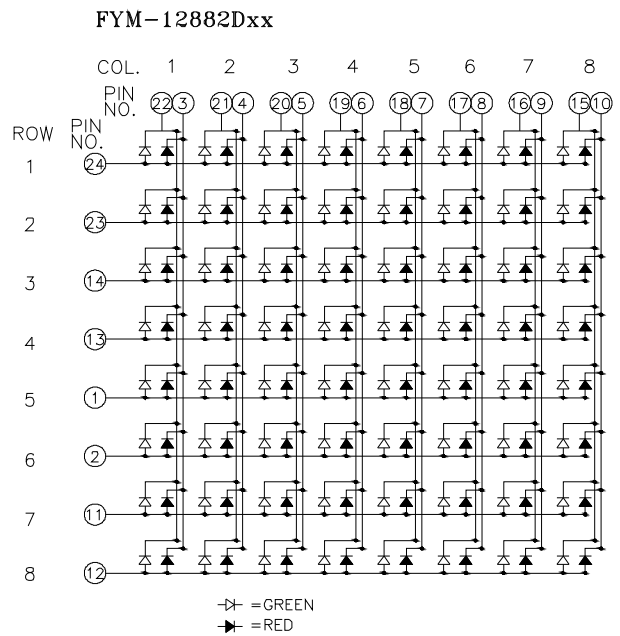 FYM-12882Dxx
COL. 1 2 3 4 5 6 7 8
PIN NO. 22 3 21 4 20 5 19 6 18 7 17 8 16 9 15 10
ROW PIN NO.
1 24
2 23
3 14
4 13
5 1
6 2
7 11
8 12
=GREEN
=RED